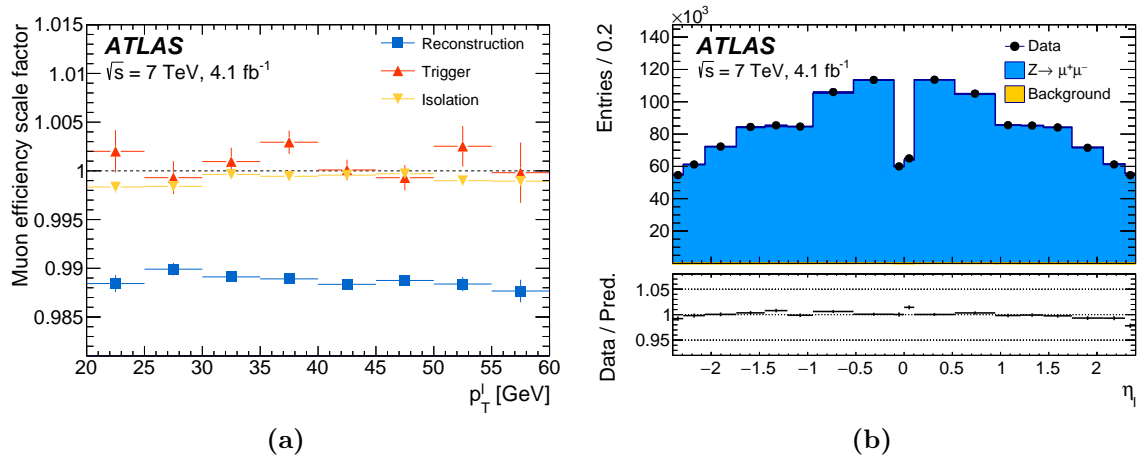 1.015
1.01
1.005
1
0.995
0.99
0.985
Muon efficiency scale factor
ATLAS
√s = 7 TeV, 4.1 fb⁻¹
Reconstruction
Trigger
Isolation
20 25 30 35 40 45 50 55 60
p_T^l [GeV]
(a)
×10³
160
140
120
100
80
60
40
20
0
Entries / 0.2
ATLAS
√s = 7 TeV, 4.1 fb⁻¹
Data
Z→ μ⁺μ⁻
Background
1.05
1.00
0.95
Data / Pred.
−2 −1.5 −1 −0.5 0 0.5 1 1.5 2
η_l
(b)